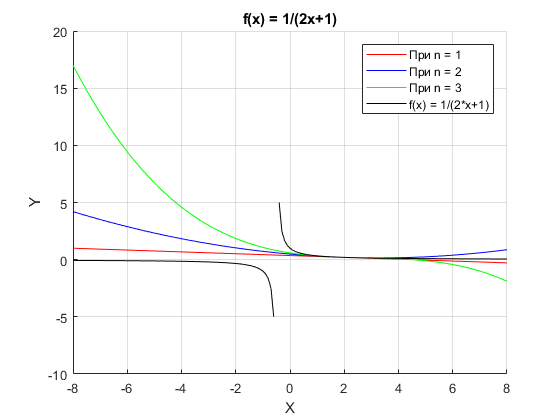 f(x) = 1/(2x+1)
20
15
10
5
0
-5
-10
Y
При n = 1
При n = 2
При n = 3
f(x) = 1/(2*x+1)
-8 -6 -4 -2 0 2 4 6 8
X